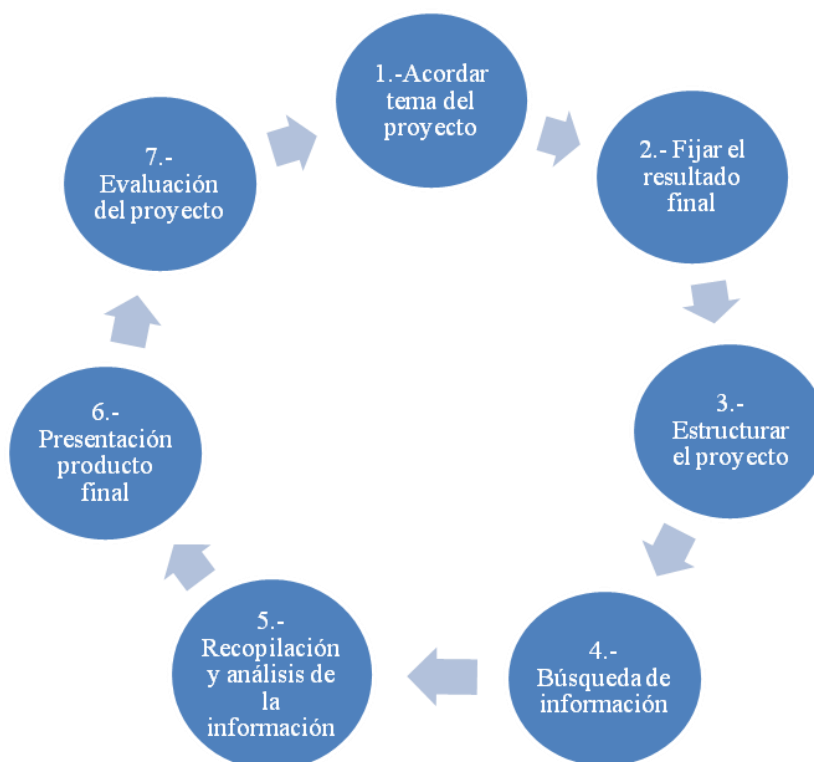 1.-Acordar
tema del
proyecto
2.- Fijar el
resultado
final
3.-
Estructurar
el proyecto
4.-
Búsqueda de
información
5.-
Recopilación
y análisis de
la
información
6.-
Presentación
producto
final
7.-
Evaluación
del proyecto